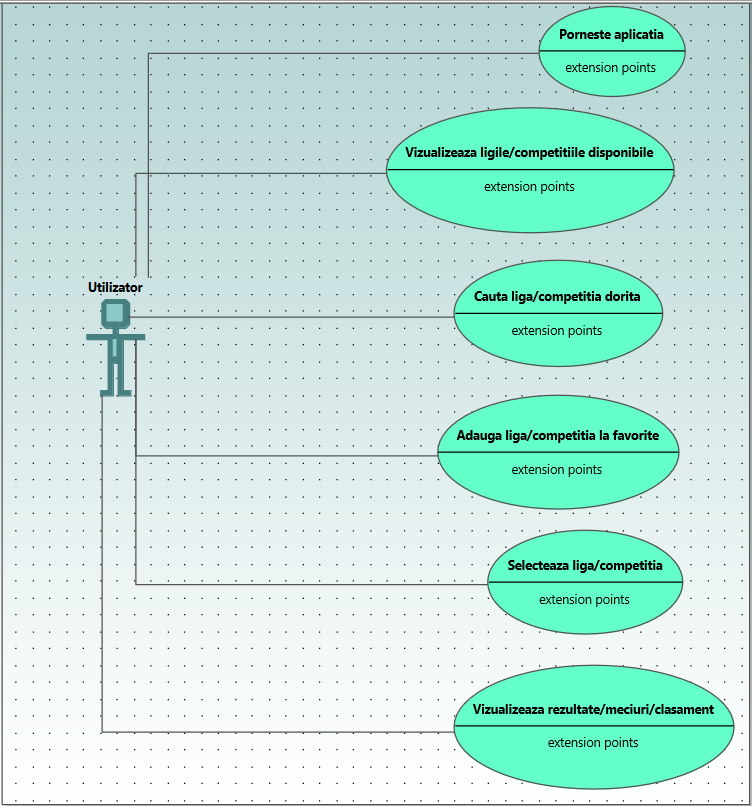 Porneste aplicatia
extension points
Vizualizeaza ligile/competitiile disponibile
extension points
Utilizator
Cauta liga/competitia dorita
extension points
Adauga liga/competitia la favorite
extension points
Selecteaza liga/competitia
extension points
Vizualizeaza rezultate/meciuri/clasament
extension points